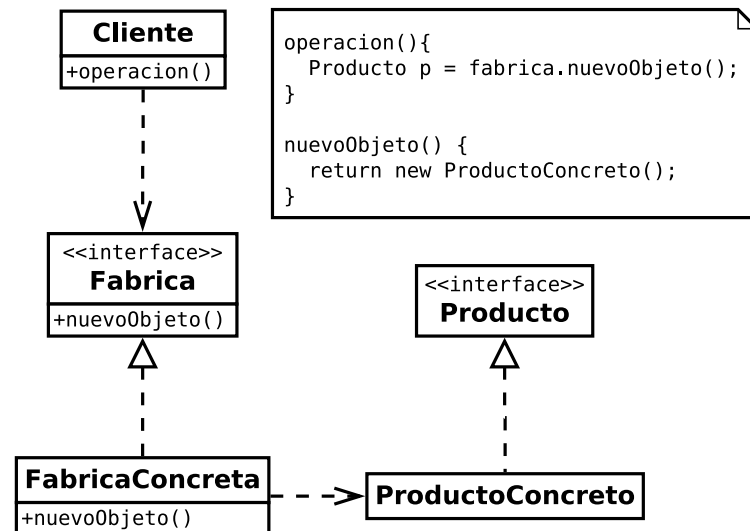 Cliente
+operacion()
operacion(){
  Producto p = fabrica.nuevoObjeto();
}
nuevoObjeto() {
  return new ProductoConcreto();
}
<<interface>>
Fabrica
+nuevoObjeto()
<<interface>>
Producto
FabricaConcreta
+nuevoObjeto()
ProductoConcreto